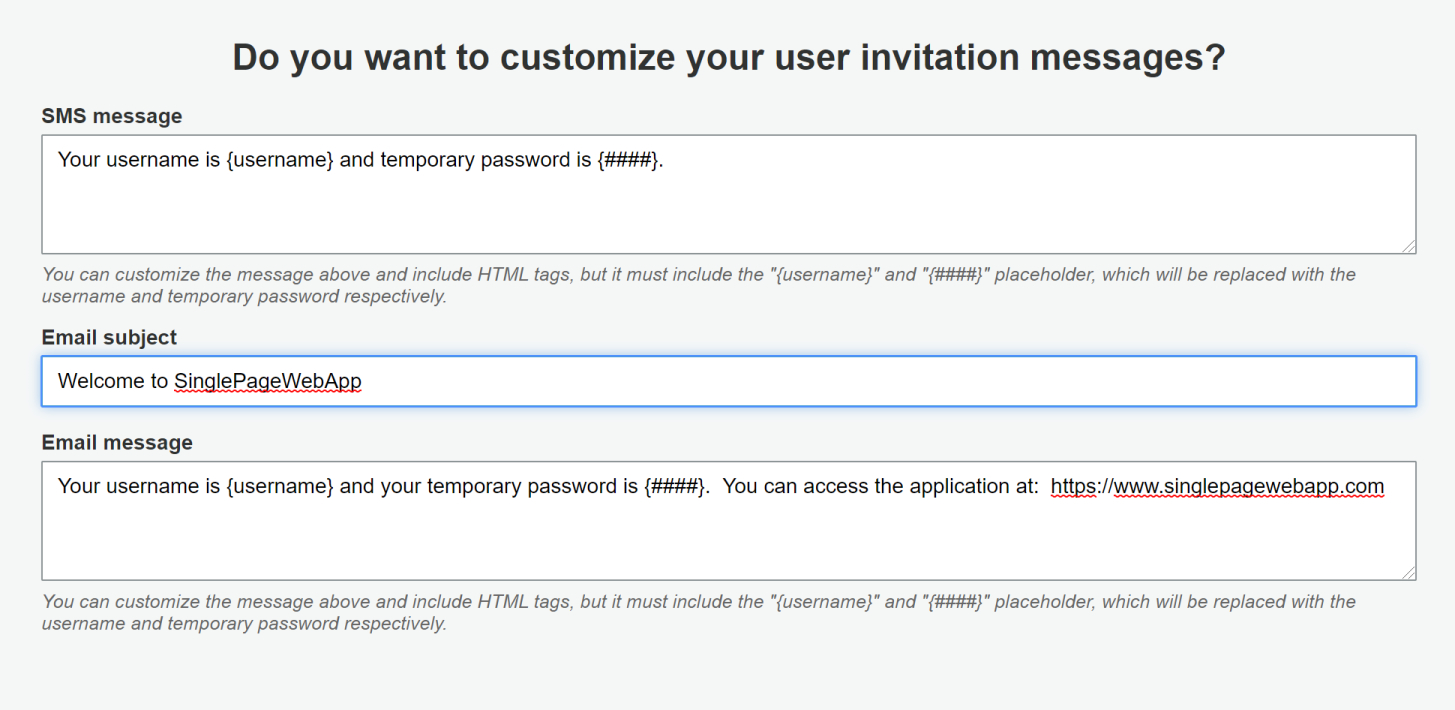 Do you want to customize your user invitation messages?
SMS message
Your username is {username} and temporary password is {####}.
You can customize the message above and include HTML tags, but it must include the "{username}" and "{####}" placeholder, which will be replaced with the
username and temporary password respectively.
Email subject
Welcome to SinglePageWebApp
Email message
Your username is {username} and your temporary password is {####}.  You can access the application at:  https://www.singlepagewebapp.com
You can customize the message above and include HTML tags, but it must include the "{username}" and "{####}" placeholder, which will be replaced with the
username and temporary password respectively.